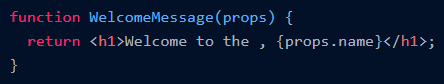 function WelcomeMessage(props) {
  return <h1>Welcome to the , {props.name}</h1>;
}